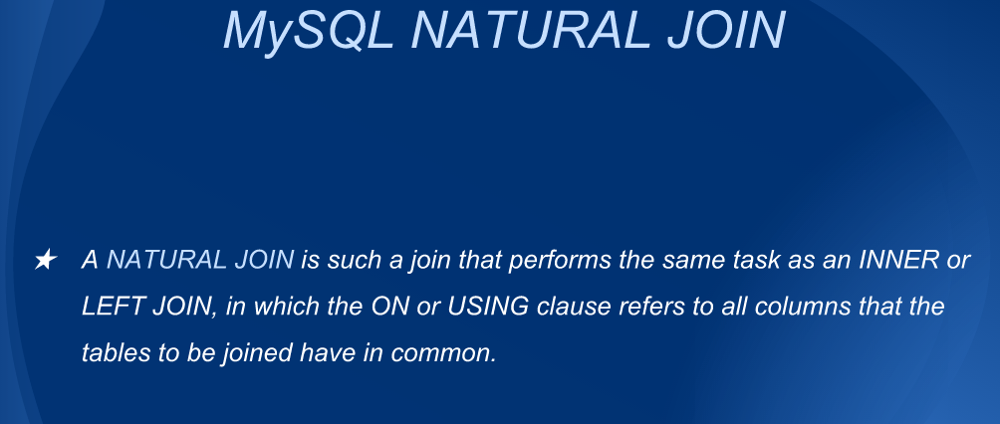 MySQL NATURAL JOIN
★ A NATURAL JOIN is such a join that performs the same task as an INNER or
LEFT JOIN, in which the ON or USING clause refers to all columns that the
tables to be joined have in common.